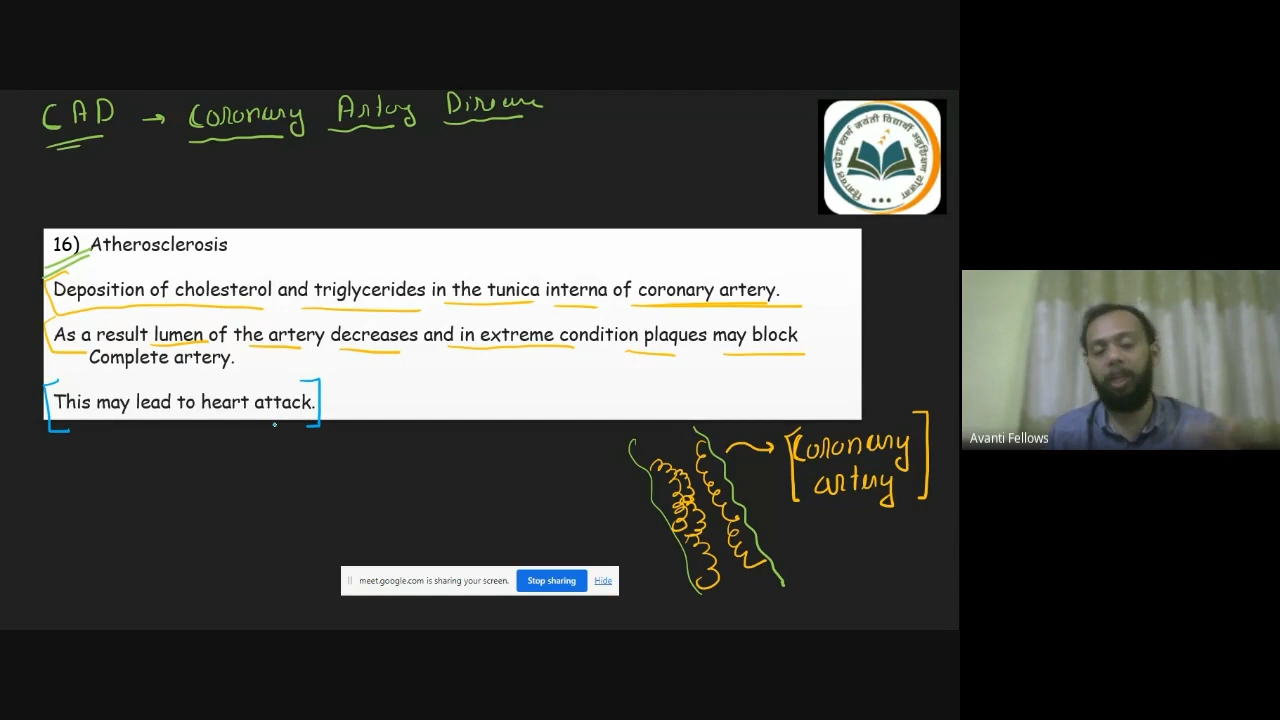 CAD → Coronary Artery Disease
16) Atherosclerosis
Deposition of cholesterol and triglycerides in the tunica interna of coronary artery.
As a result lumen of the artery decreases and in extreme condition plaques may block
Complete artery.
This may lead to heart attack.
Coronary
artery
Avanti Fellows
meet.google.com is sharing your screen. Stop sharing Hide